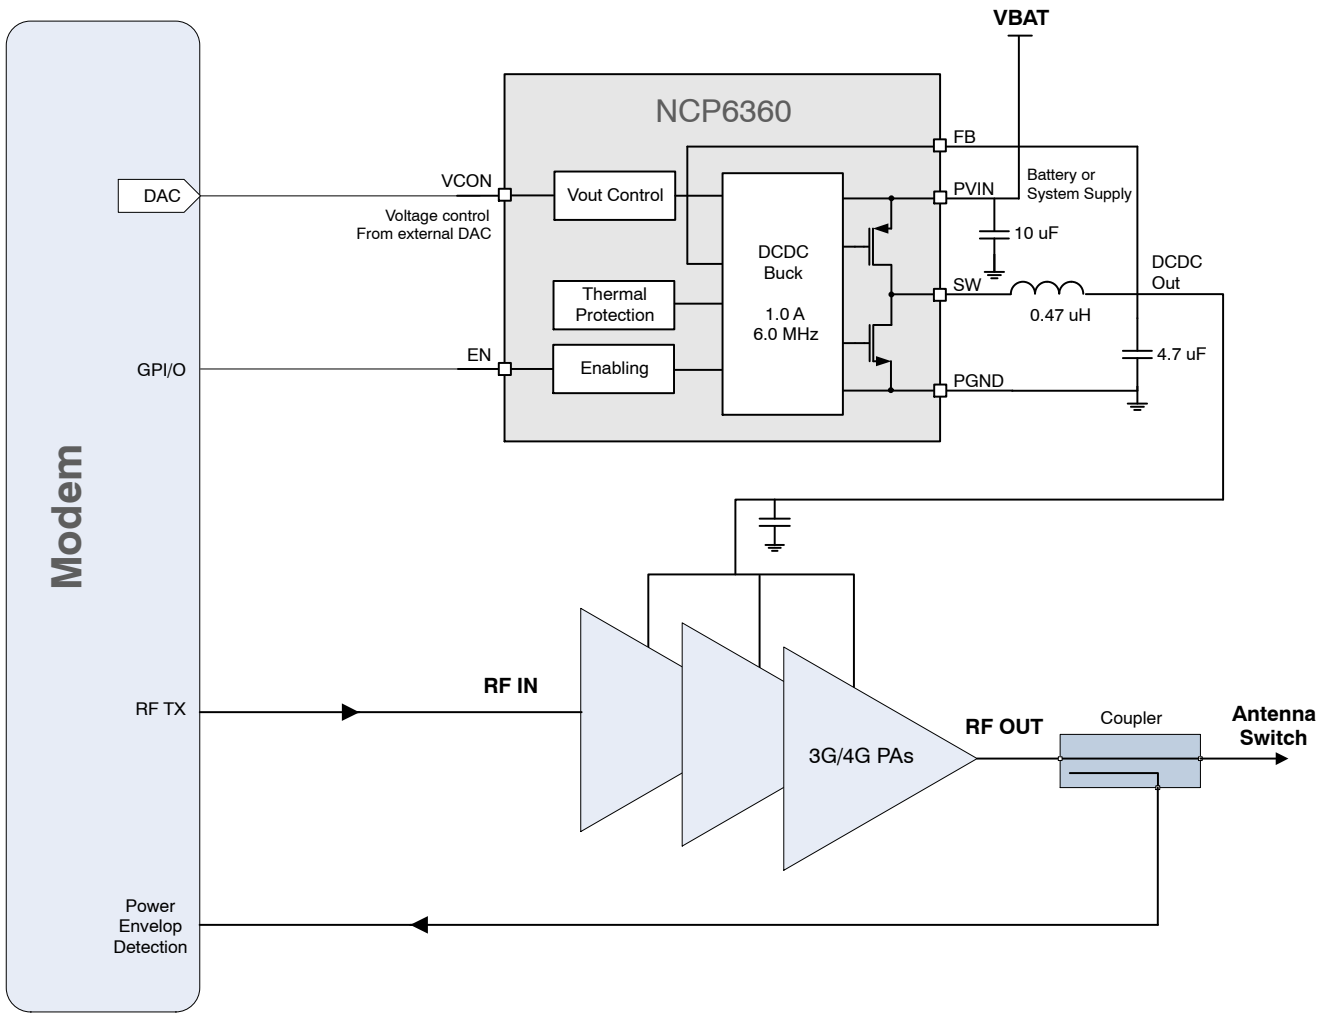 VBAT
NCP6360
FB
VCON
DAC
Vout Control
PVIN
Battery or
System Supply
Voltage control
From external DAC
10 uF
DCDC
Buck
1.0 A
6.0 MHz
Thermal
Protection
SW
DCDC
Out
0.47 uH
GPI/O
EN
Enabling
PGND
4.7 uF
Modem
RF TX
RF IN
3G/4G PAs
RF OUT
Coupler
Antenna
Switch
Power
Envelop
Detection